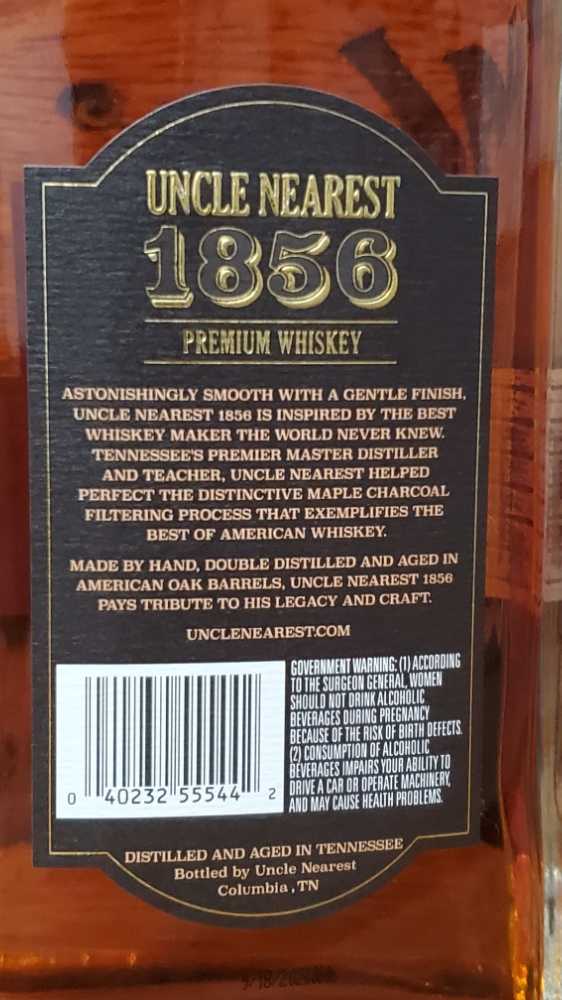 UNCLE NEAREST
1856
PREMIUM WHISKEY
ASTONISHINGLY SMOOTH WITH A GENTLE FINISH,
UNCLE NEAREST 1856 IS INSPIRED BY THE BEST
WHISKEY MAKER THE WORLD NEVER KNEW.
TENNESSEE'S PREMIER MASTER DISTILLER
AND TEACHER, UNCLE NEAREST HELPED
PERFECT THE DISTINCTIVE MAPLE CHARCOAL
FILTERING PROCESS THAT EXEMPLIFIES THE
BEST OF AMERICAN WHISKEY.
MADE BY HAND, DOUBLE DISTILLED AND AGED IN
AMERICAN OAK BARRELS, UNCLE NEAREST 1856
PAYS TRIBUTE TO HIS LEGACY AND CRAFT.
UNCLENEAREST.COM
GOVERNMENT WARNING: (1) ACCORDING
TO THE SURGEON GENERAL, WOMEN
SHOULD NOT DRINK ALCOHOLIC
BEVERAGES DURING PREGNANCY
BECAUSE OF THE RISK OF BIRTH DEFECTS.
(2) CONSUMPTION OF ALCOHOLIC
BEVERAGES IMPAIRS YOUR ABILITY TO
DRIVE A CAR OR OPERATE MACHINERY,
AND MAY CAUSE HEALTH PROBLEMS.
0 40232 55544 2
DISTILLED AND AGED IN TENNESSEE
Bottled by Uncle Nearest
Columbia, TN